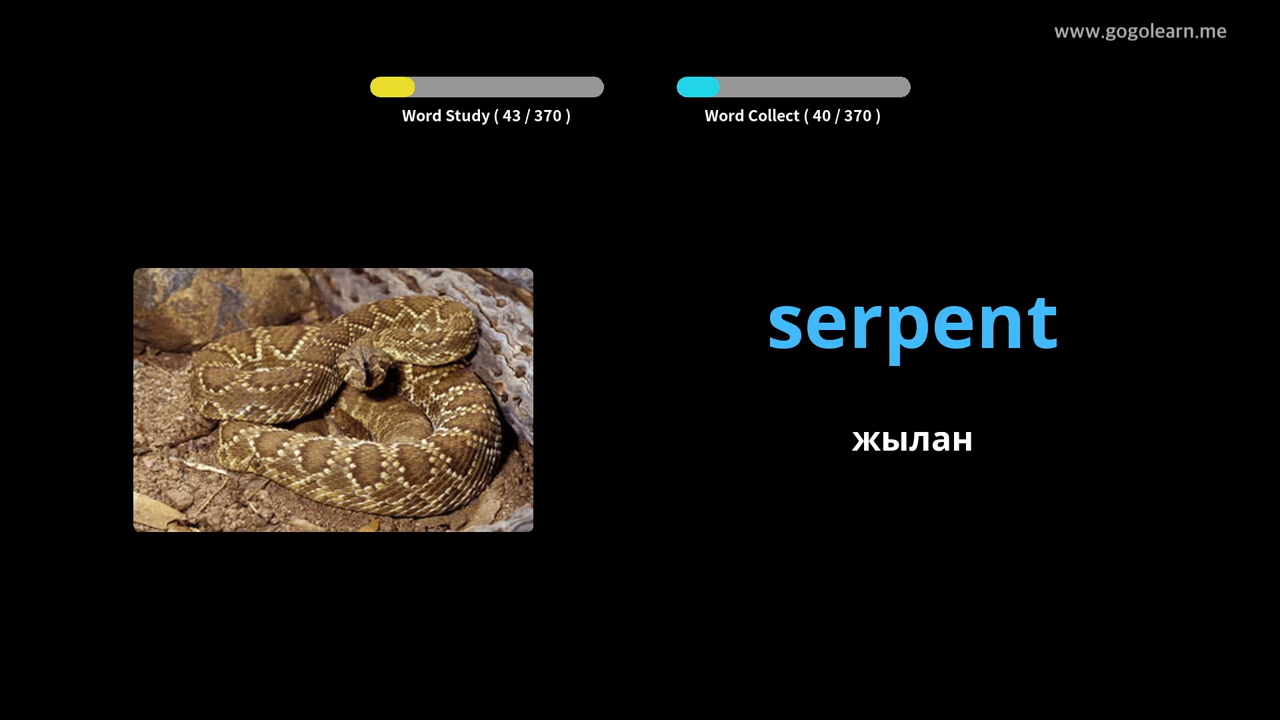 www.gogolearn.me
Word Study ( 43 / 370 )
Word Collect ( 40 / 370 )
serpent
жылан